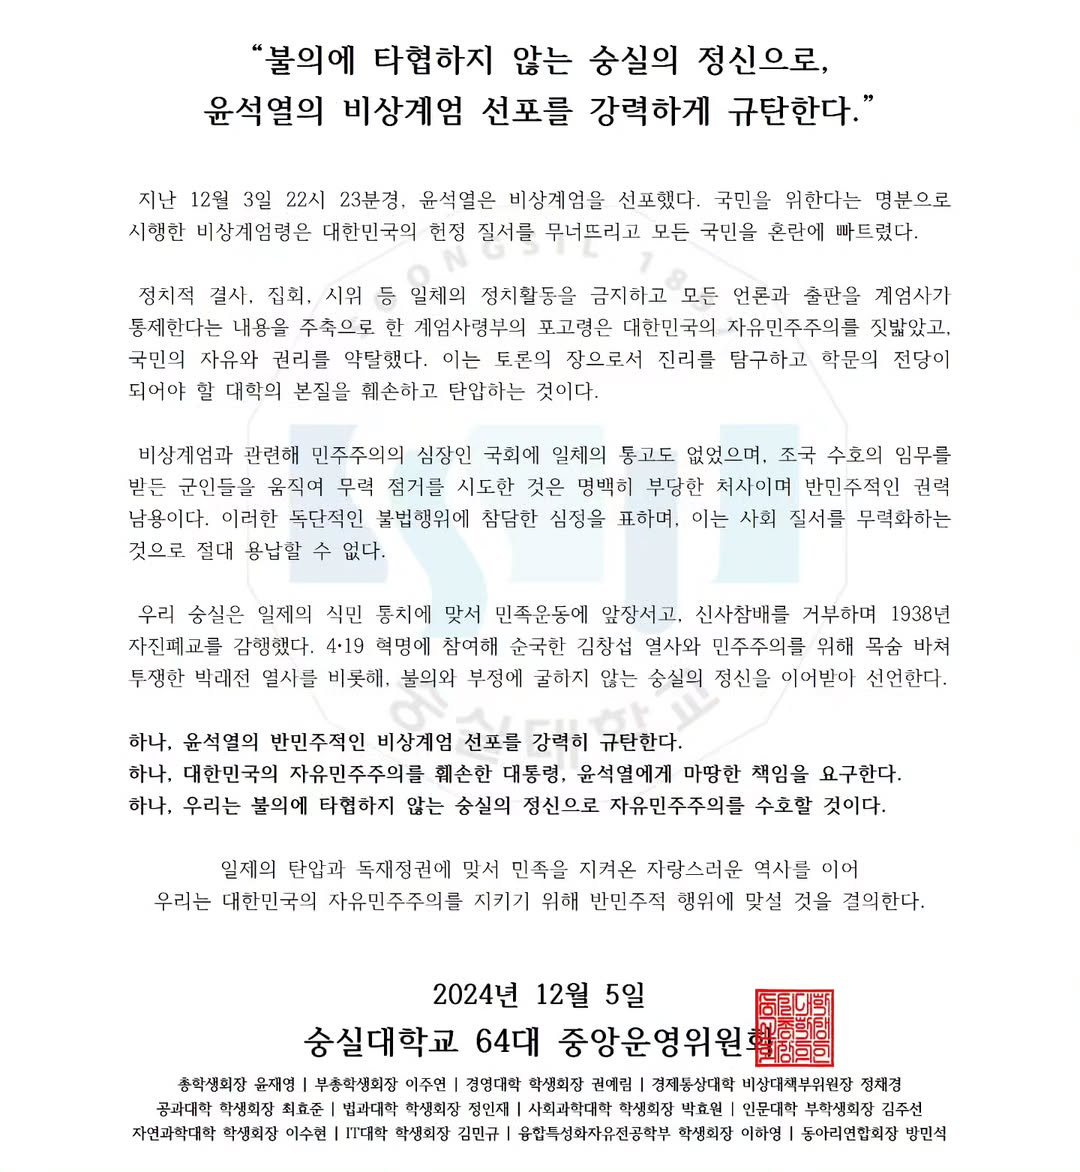 “불의에 타협하지 않는 숭실의 정신으로,
윤석열의 비상계엄 선포를 강력하게 규탄한다.”
지난 12월 3일 22시 23분경, 윤석열은 비상계엄을 선포했다. 국민을 위한다는 명분으로
시행한 비상계엄령은 대한민국의 헌정 질서를 무너뜨리고 모든 국민을 혼란에 빠트렸다.
정치적 결사, 집회, 시위 등 일체의 정치활동을 금지하고 모든 언론과 출판을 계엄사가
통제한다는 내용을 주축으로 한 계엄사령부의 포고령은 대한민국의 자유민주주의를 짓밟았고,
국민의 자유와 권리를 약탈했다. 이는 토론의 장으로서 진리를 탐구하고 학문의 전당이
되어야 할 대학의 본질을 훼손하고 탄압하는 것이다.
비상계엄과 관련해 민주주의의 심장인 국회에 일체의 통고도 없었으며, 조국 수호의 임무를
받든 군인들을 움직여 무력 점거를 시도한 것은 명백히 부당한 처사이며 반민주적인 권력
남용이다. 이러한 독단적인 불법행위에 참담한 심정을 표하며, 이는 사회 질서를 무력화하는
것으로 절대 용납할 수 없다.
우리 숭실은 일제의 식민 통치에 맞서 민족운동에 앞장서고, 신사참배를 거부하며 1938년
자진폐교를 감행했다. 4·19 혁명에 참여해 순국한 김창섭 열사와 민주주의를 위해 목숨 바쳐
투쟁한 박래전 열사를 비롯해, 불의와 부정에 굴하지 않는 숭실의 정신을 이어받아 선언한다.
하나, 윤석열의 반민주적인 비상계엄 선포를 강력히 규탄한다.
하나, 대한민국의 자유민주주의를 훼손한 대통령, 윤석열에게 마땅한 책임을 요구한다.
하나, 우리는 불의에 타협하지 않는 숭실의 정신으로 자유민주주의를 수호할 것이다.
일제의 탄압과 독재정권에 맞서 민족을 지켜온 자랑스러운 역사를 이어
우리는 대한민국의 자유민주주의를 지키기 위해 반민주적 행위에 맞설 것을 결의한다.
2024년 12월 5일
숭실대학교 64대 중앙운영위원회
총학생회장 윤재영 | 부총학생회장 이주연 | 경영대학 학생회장 권예림 | 경제통상대학 비상대책부위원장 정채경
공과대학 학생회장 최효준 | 법과대학 학생회장 정인재 | 사회과학대학 학생회장 박효원 | 인문대학 부학생회장 김주선
자연과학대학 학생회장 이수현 | IT대학 학생회장 김민규 | 융합특성화자유전공학부 학생회장 이하영 | 동아리연합회장 방민석
SOONGSIL 1897
숭실대학교